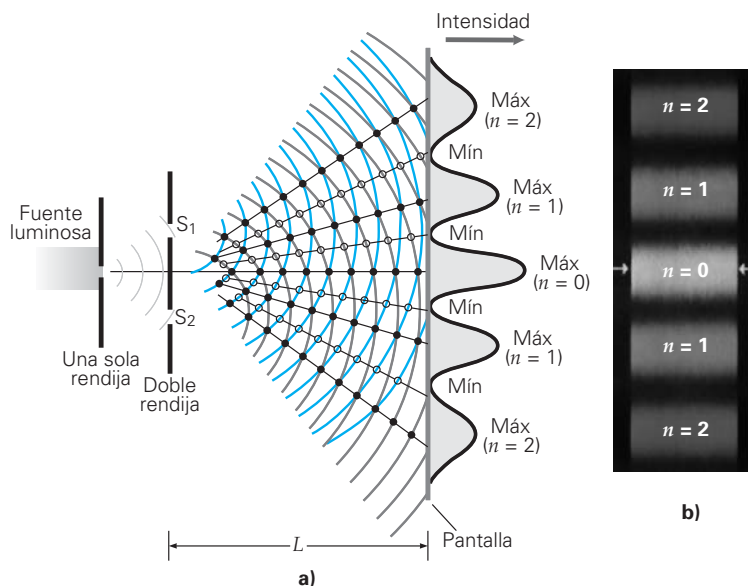 Intensidad
Máx
(n = 2)
Mín
Máx
(n = 1)
Mín
Máx
(n = 0)
Mín
Máx
(n = 1)
Mín
Máx
(n = 2)
Fuente
luminosa
S1
S2
Una sola
rendija
Doble
rendija
L
Pantalla
a)
n = 2
n = 1
n = 0
n = 1
n = 2
b)